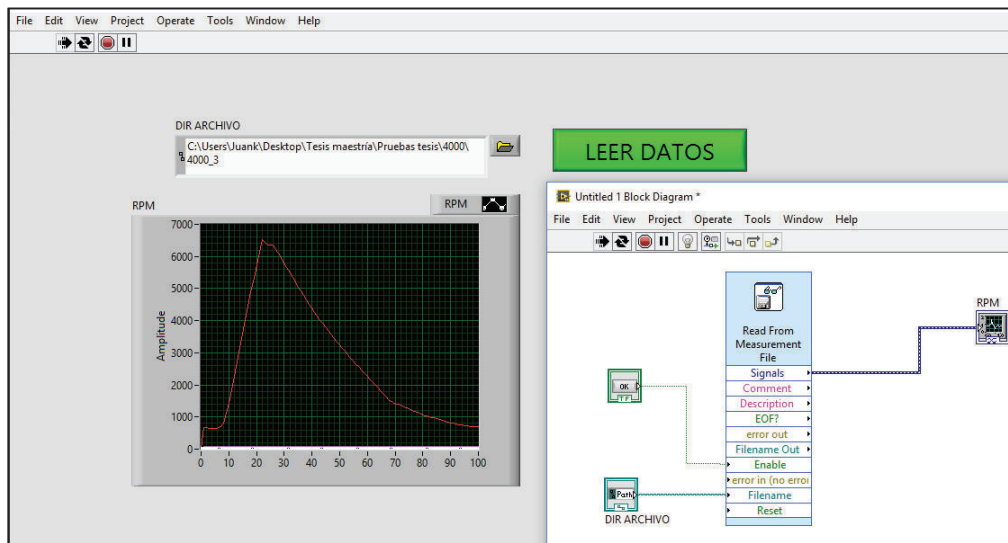 File Edit View Project Operate Tools Window Help
DIR ARCHIVO
C:\Users\Juank\Desktop\Tesis maestría\Pruebas tesis\4000\
4000_3
LEER DATOS
RPM
RPM
Amplitude
7000
6000
5000
4000
3000
2000
1000
0
0 10 20 30 40 50 60 70 80 90 100
Untitled 1 Block Diagram *
File Edit View Project Operate Tools Window Help
Read From
Measurement
File
Signals
Comment
Description
EOF?
error out
Filename Out
Enable
error in (no error
Filename
Reset
OK
TF
Path
DIR ARCHIVO
RPM